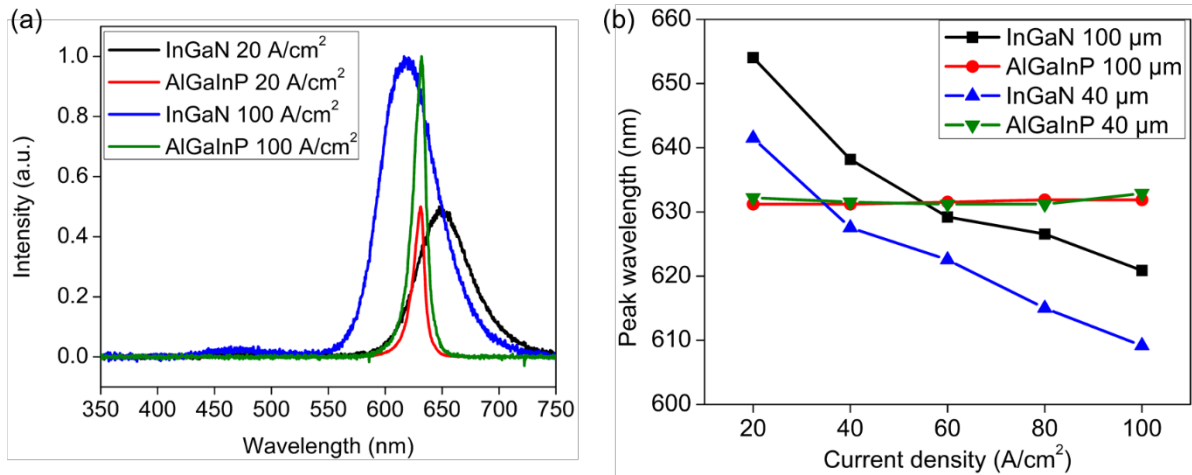 (a)
InGaN 20 A/cm²
AlGaInP 20 A/cm²
InGaN 100 A/cm²
AlGaInP 100 A/cm²
Intensity (a.u.)
1.0
0.8
0.6
0.4
0.2
0.0
350 400 450 500 550 600 650 700 750
Wavelength (nm)
(b)
InGaN 100 µm
AlGaInP 100 µm
InGaN 40 µm
AlGaInP 40 µm
Peak wavelength (nm)
660
650
640
630
620
610
600
20 40 60 80 100
Current density (A/cm²)